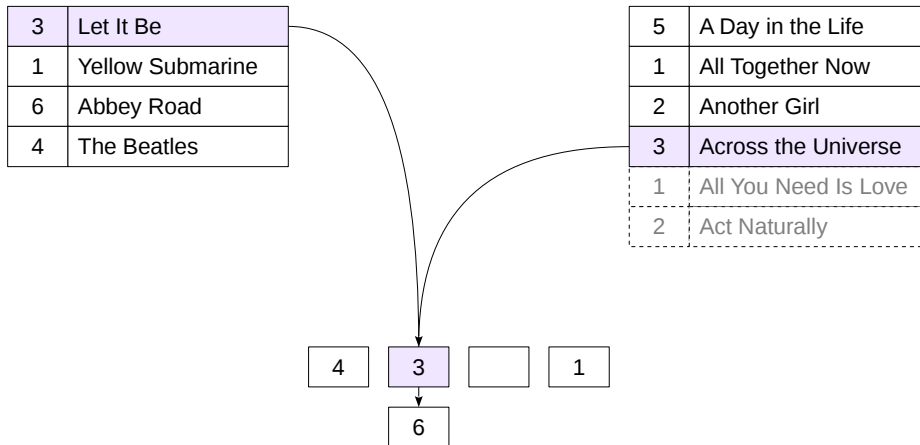 3 Let It Be
1 Yellow Submarine
6 Abbey Road
4 The Beatles
5 A Day in the Life
1 All Together Now
2 Another Girl
3 Across the Universe
1 All You Need Is Love
2 Act Naturally
4 3 1
6